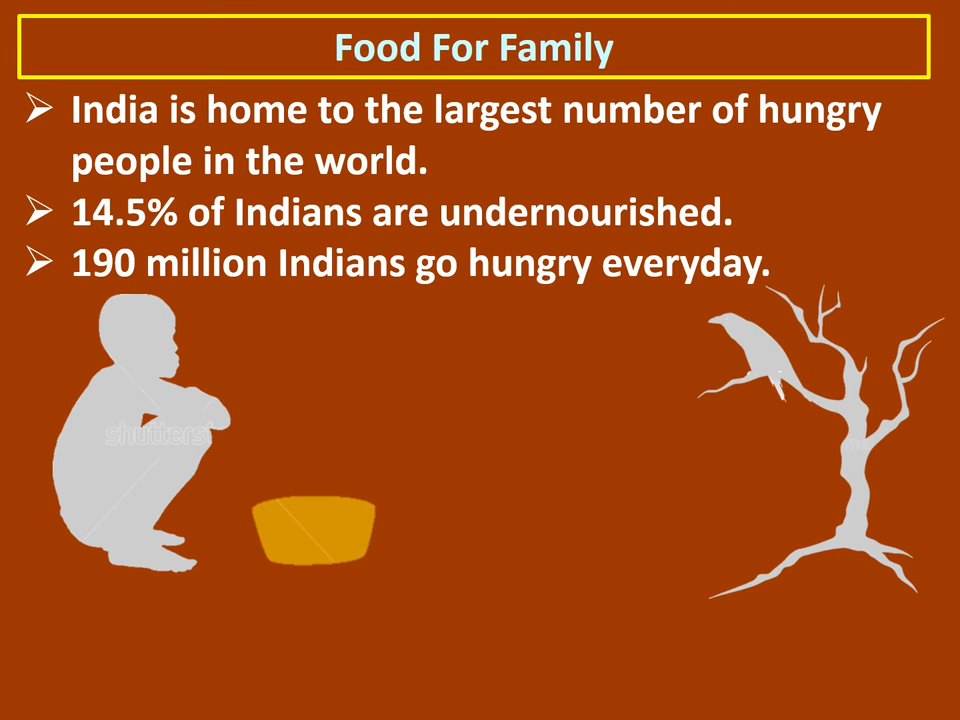 Food For Family
➢ India is home to the largest number of hungry
people in the world.
➢ 14.5% of Indians are undernourished.
➢ 190 million Indians go hungry everyday.
shutterst